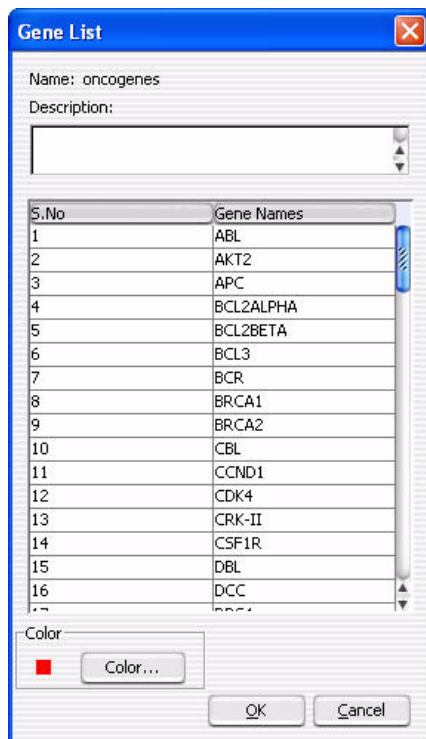 Gene List
Name: oncogenes
Description:
S.No Gene Names
1 ABL
2 AKT2
3 APC
4 BCL2ALPHA
5 BCL2BETA
6 BCL3
7 BCR
8 BRCA1
9 BRCA2
10 CBL
11 CCND1
12 CDK4
13 CRK-II
14 CSF1R
15 DBL
16 DCC
17
Color
Color...
OK Cancel